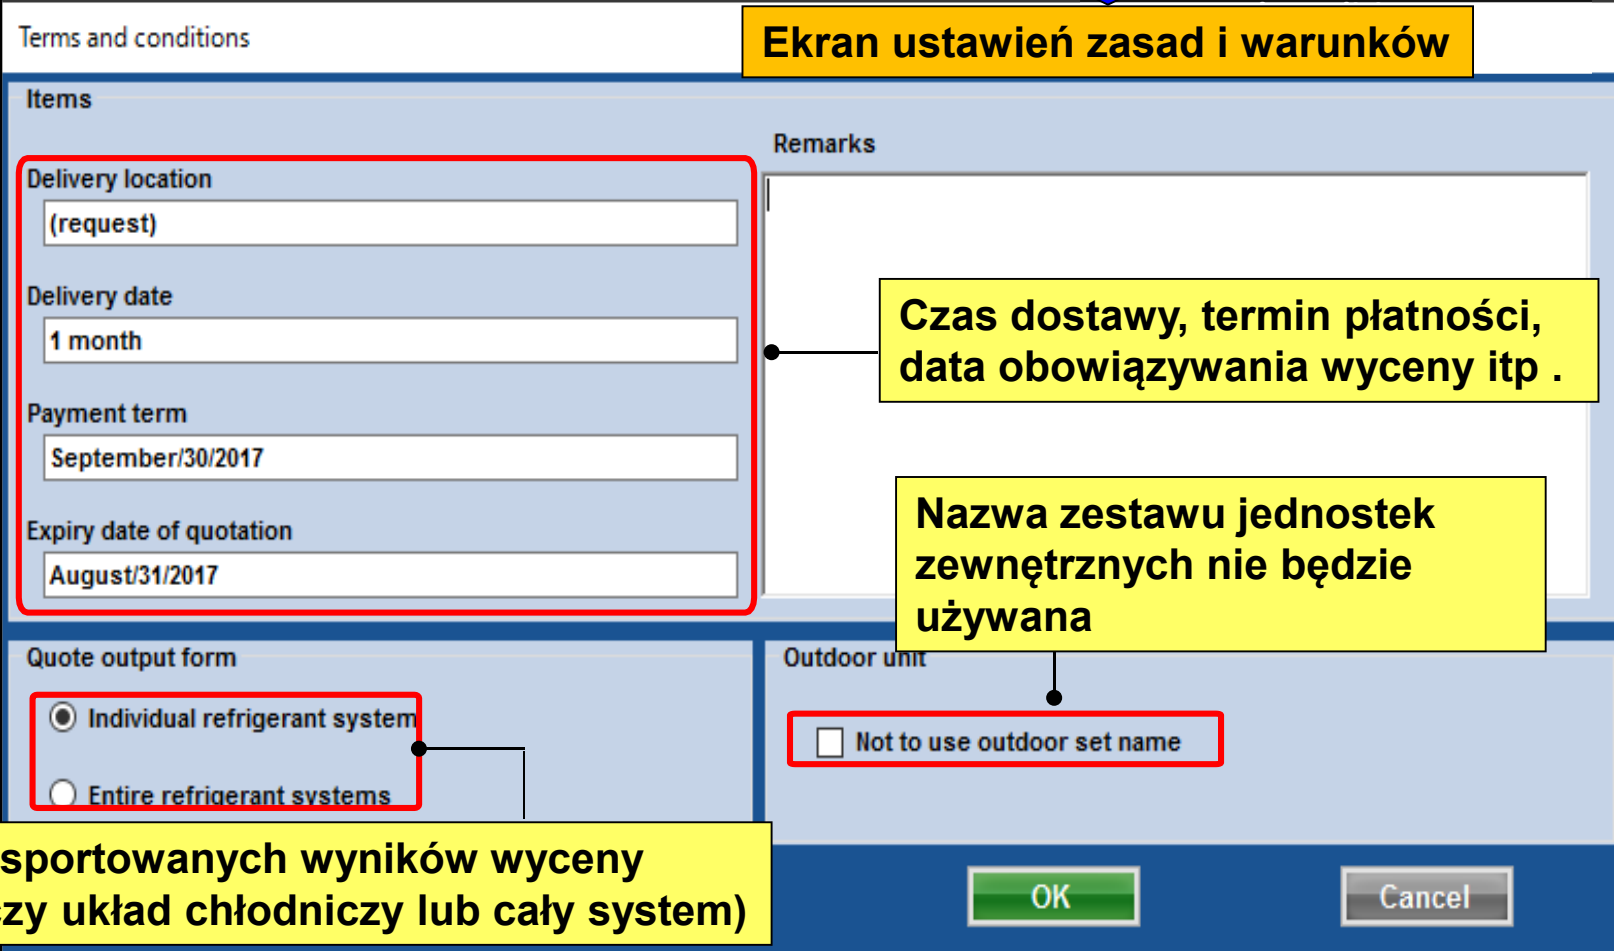 Terms and conditions
Ekran ustawień zasad i warunków
Items
Remarks
Delivery location
(request)
Delivery date
1 month
Czas dostawy, termin płatności,
data obowiązywania wyceny itp .
Payment term
September/30/2017
Expiry date of quotation
August/31/2017
Nazwa zestawu jednostek
zewnętrznych nie będzie
używana
Quote output form
Individual refrigerant system
Entire refrigerant systems
Outdoor unit
Not to use outdoor set name
sportowanych wyników wyceny
czy układ chłodniczy lub cały system)
OK
Cancel